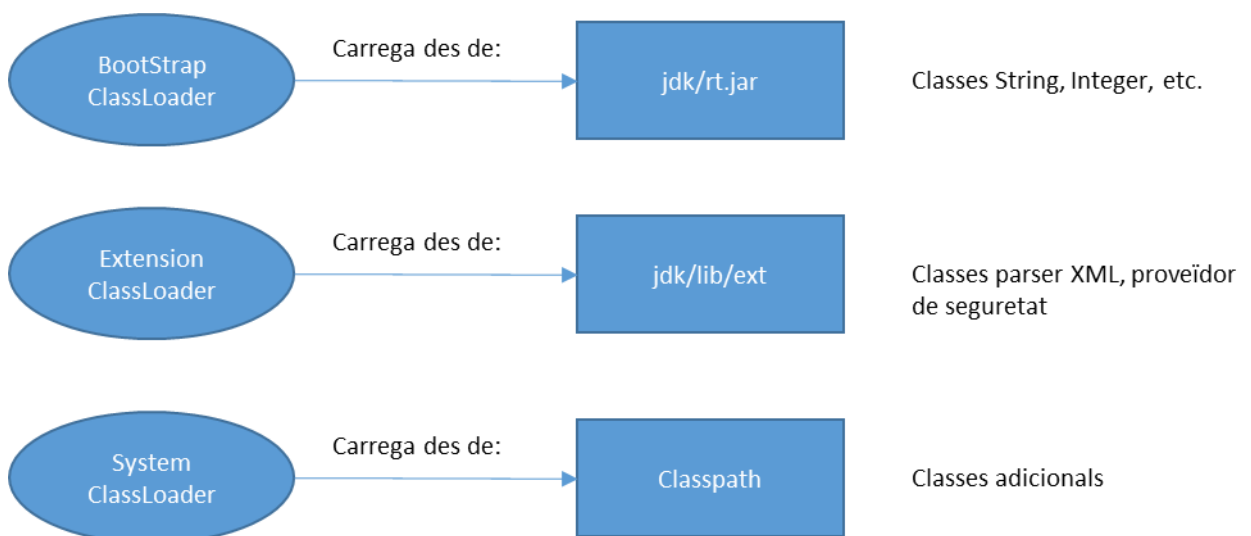 BootStrap
ClassLoader
Carrega des de:
jdk/rt.jar
Classes String, Integer, etc.
Extension
ClassLoader
Carrega des de:
jdk/lib/ext
Classes parser XML, proveïdor
de seguretat
System
ClassLoader
Carrega des de:
Classpath
Classes adicionals